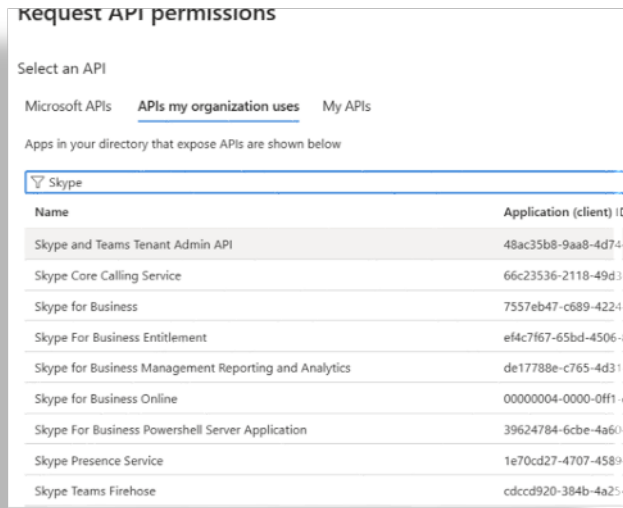 Request API permissions
Select an API
Microsoft APIs APIs my organization uses My APIs
Apps in your directory that expose APIs are shown below
Skype
Name Application (client) ID
Skype and Teams Tenant Admin API 48ac35b8-9aa8-4d74
Skype Core Calling Service 66c23536-2118-49d3
Skype for Business 7557eb47-c689-4224
Skype For Business Entitlement ef4c7f67-65bd-4506-
Skype for Business Management Reporting and Analytics de17788e-c765-4d31
Skype for Business Online 00000004-0000-0ff1-
Skype For Business Powershell Server Application 39624784-6cbe-4a60
Skype Presence Service 1e70cd27-4707-4589
Skype Teams Firehose cdccd920-384b-4a25-